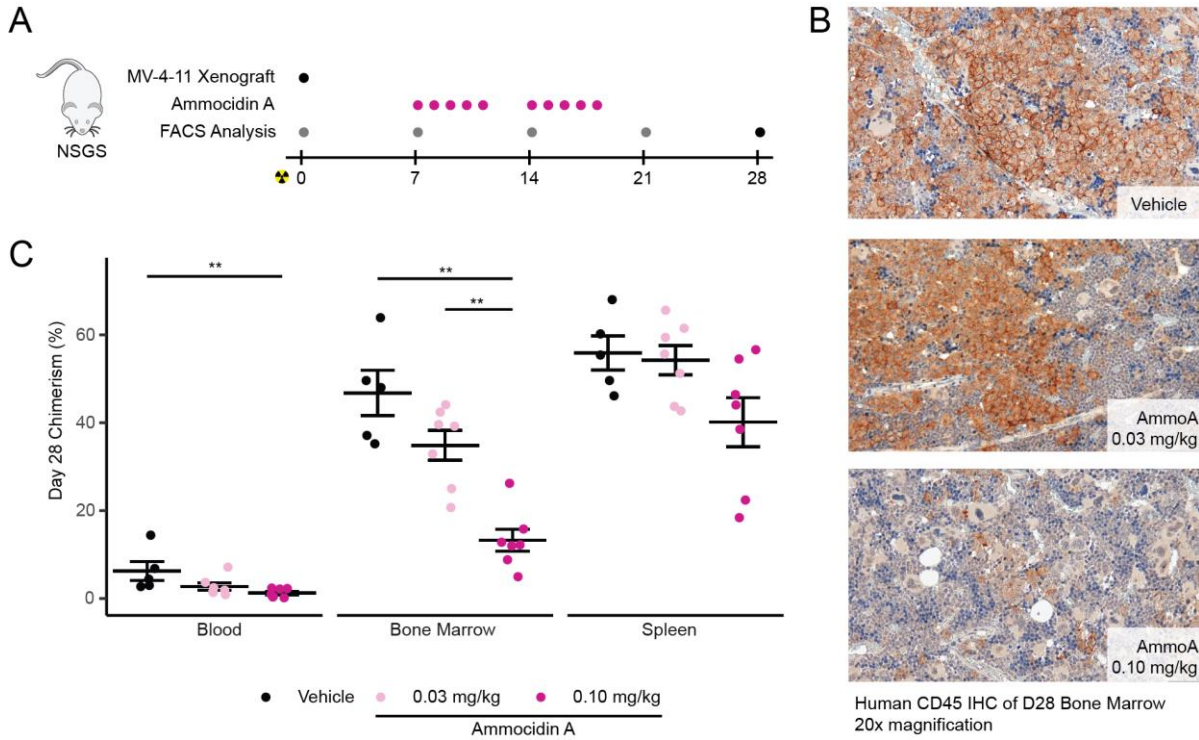 A
MV-4-11 Xenograft
Ammocidin A
FACS Analysis
NSGS
0 7 14 21 28
B
Vehicle
AmmoA
0.03 mg/kg
AmmoA
0.10 mg/kg
Human CD45 IHC of D28 Bone Marrow
20x magnification
C
Day 28 Chimerism (%)
60
40
20
0
**
**
**
Blood Bone Marrow Spleen
Vehicle 0.03 mg/kg 0.10 mg/kg
Ammocidin A